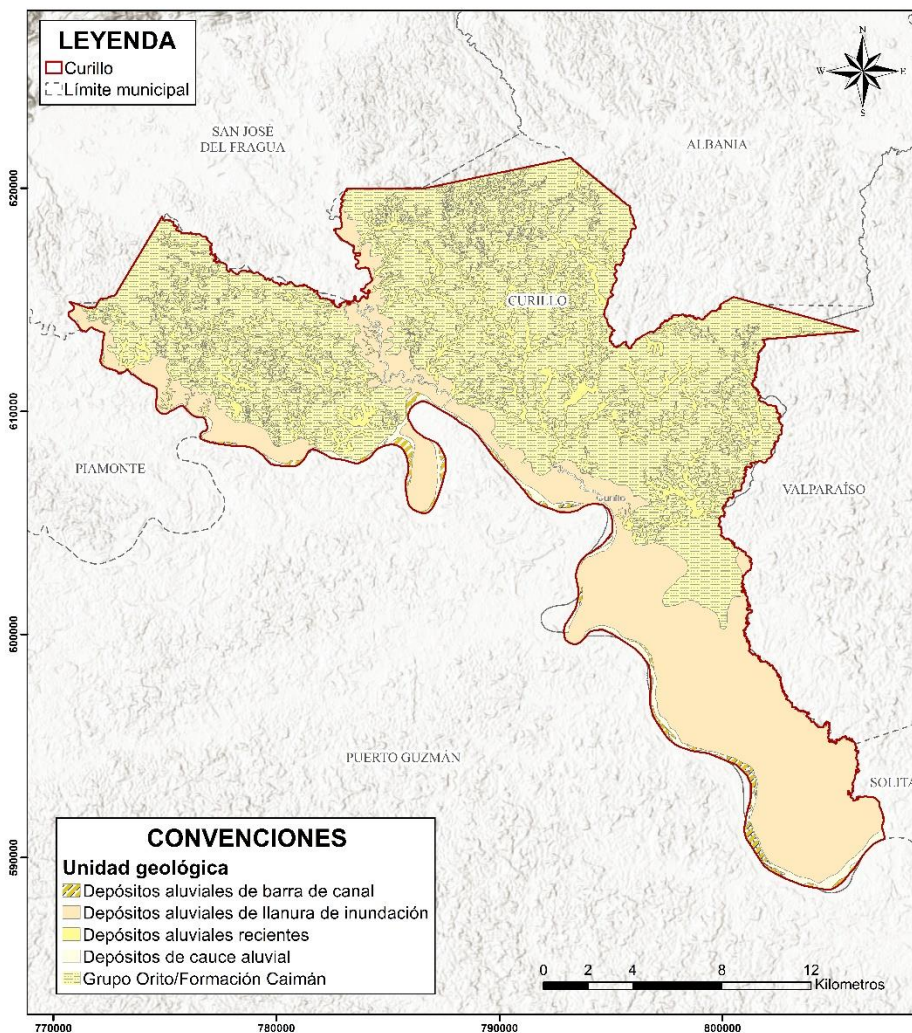 LEYENDA
Curillo
Límite municipal
N
W E
S
SAN JOSÉ
DEL FRAGUA
ALBANIA
620000
CURILLO
610000
PIAMONTE
VALPARAÍSO
Curillo
600000
PUERTO GUZMÁN
SOLITA
590000
CONVENCIONES
Unidad geológica
Depósitos aluviales de barra de canal
Depósitos aluviales de llanura de inundación
Depósitos aluviales recientes
Depósitos de cauce aluvial
Grupo Orito/Formación Caimán
0 2 4 8 12
Kilometros
770000 780000 790000 800000